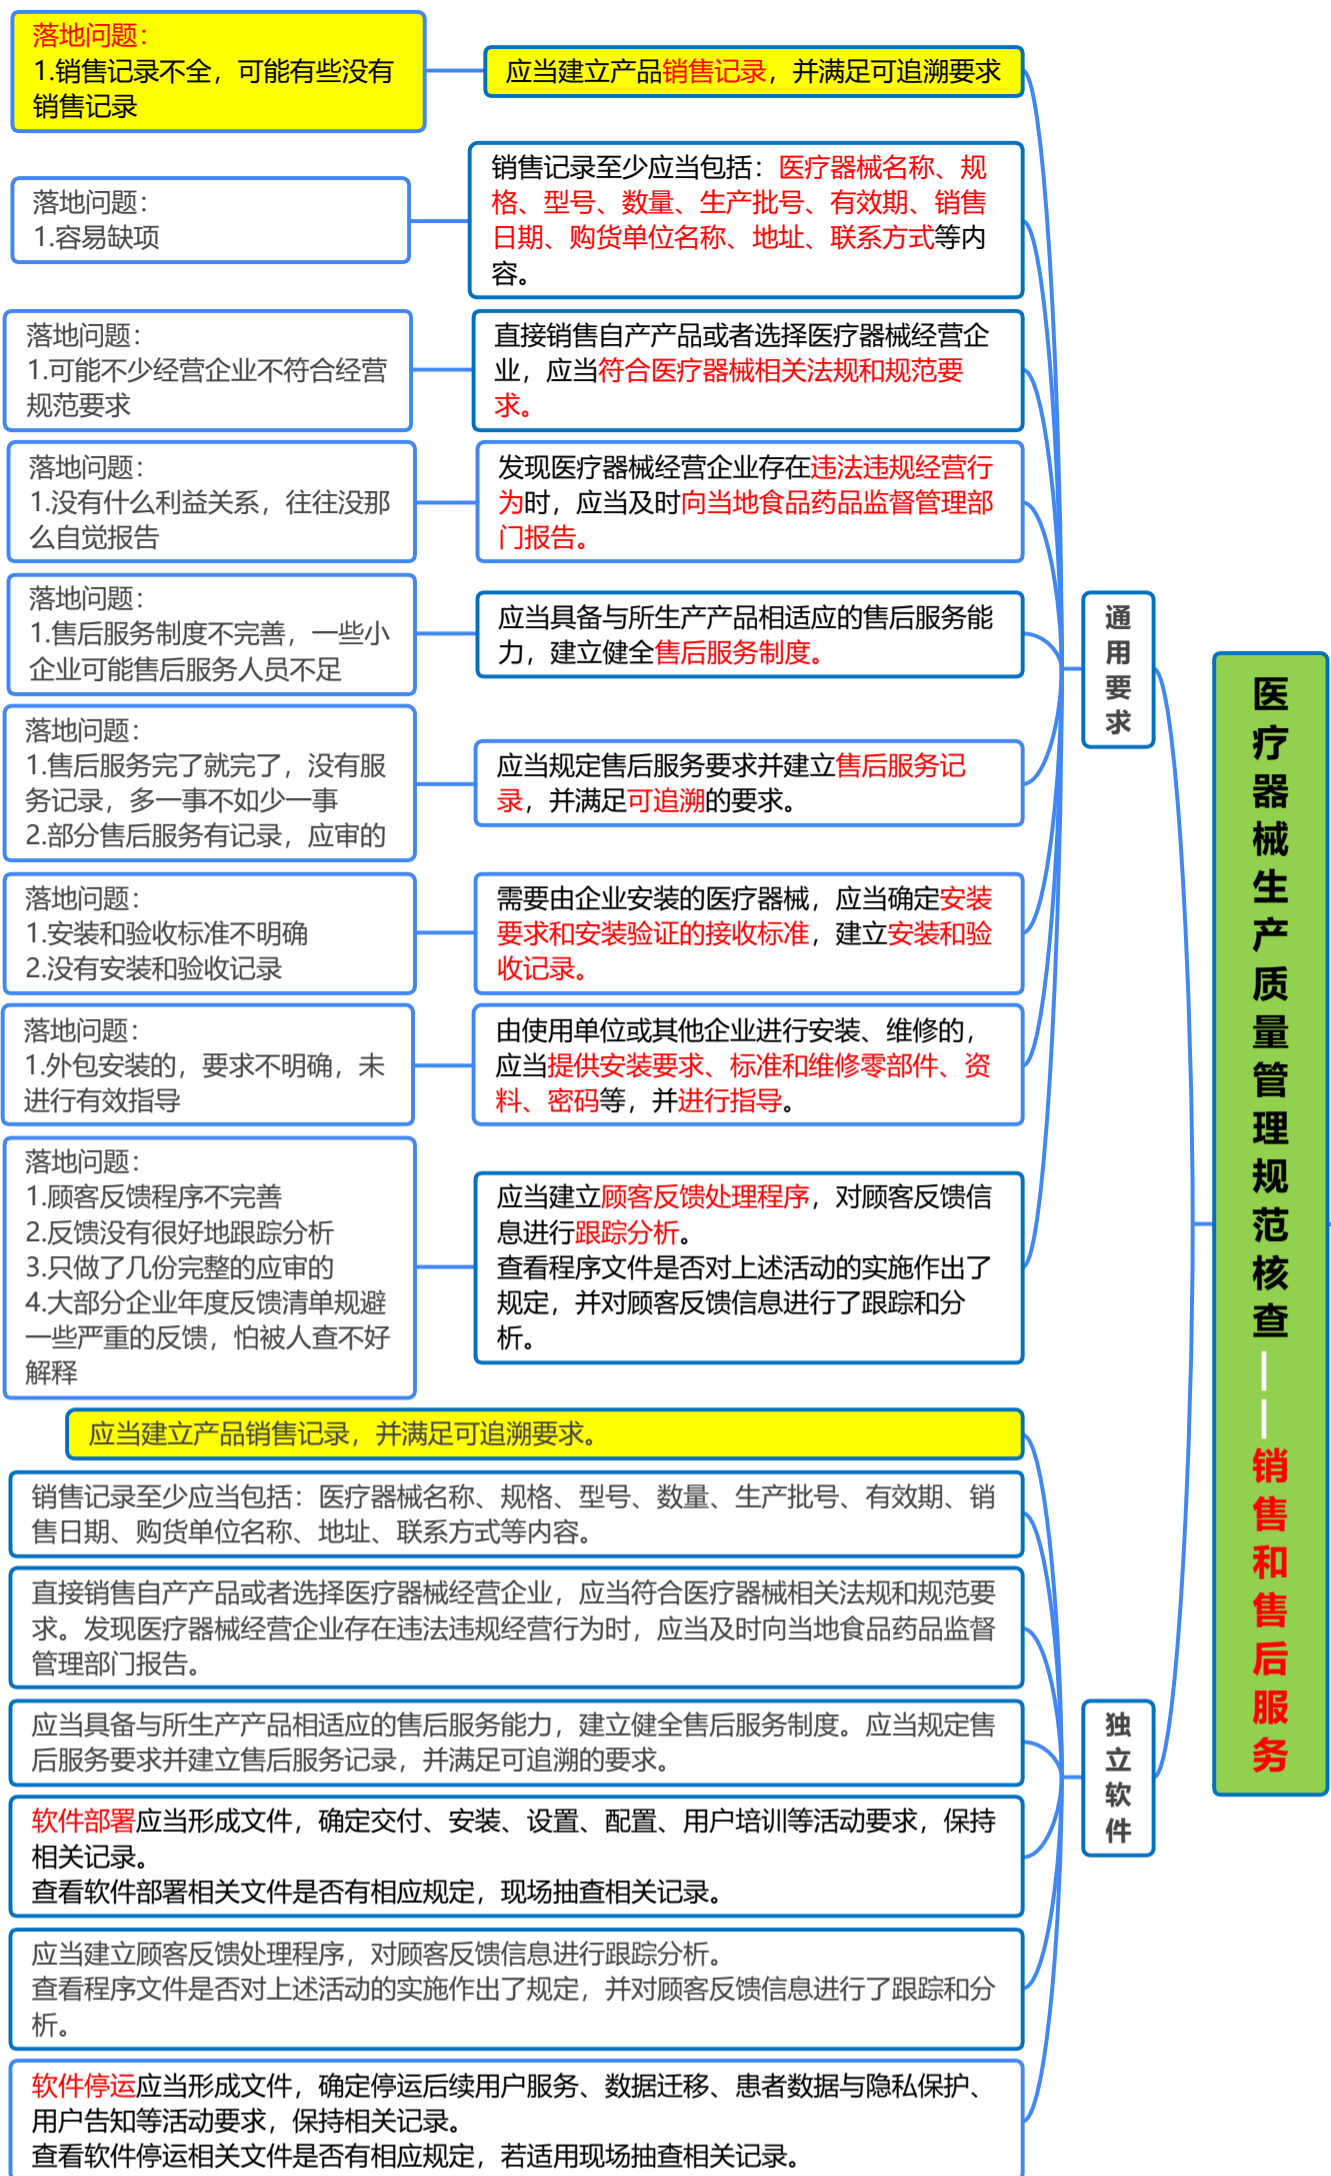 落地问题：
1.销售记录不全，可能有些没有
销售记录
应当建立产品销售记录，并满足可追溯要求
落地问题：
1.容易缺项
销售记录至少应当包括：医疗器械名称、规
格、型号、数量、生产批号、有效期、销售
日期、购货单位名称、地址、联系方式等内
容。
落地问题：
1.可能不少经营企业不符合经营
规范要求
直接销售自产产品或者选择医疗器械经营企
业，应当符合医疗器械相关法规和规范要
求。
落地问题：
1.没有什么利益关系，往往没那
么自觉报告
发现医疗器械经营企业存在违法违规经营行
为时，应当及时向当地食品药品监督管理部
门报告。
落地问题：
1.售后服务制度不完善，一些小
企业可能售后服务人员不足
应当具备与所生产产品相适应的售后服务能
力，建立健全售后服务制度。
落地问题：
1.售后服务完了就完了，没有服
务记录，多一事不如少一事
2.部分售后服务有记录，应审的
应当规定售后服务要求并建立售后服务记
录，并满足可追溯的要求。
落地问题：
1.安装和验收标准不明确
2.没有安装和验收记录
需要由企业安装的医疗器械，应当确定安装
要求和安装验证的接收标准，建立安装和验
收记录。
落地问题：
1.外包安装的，要求不明确，未
进行有效指导
由使用单位或其他企业进行安装、维修的，
应当提供安装要求、标准和维修零部件、资
料、密码等，并进行指导。
落地问题：
1.顾客反馈程序不完善
2.反馈没有很好地跟踪分析
3.只做了几份完整的应审的
4.大部分企业年度反馈清单规避
一些严重的反馈，怕被人查不好
解释
应当建立顾客反馈处理程序，对顾客反馈信
息进行跟踪分析。
查看程序文件是否对上述活动的实施作出了
规定，并对顾客反馈信息进行了跟踪和分
析。
通用要求
应当建立产品销售记录，并满足可追溯要求。
销售记录至少应当包括：医疗器械名称、规格、型号、数量、生产批号、有效期、销
售日期、购货单位名称、地址、联系方式等内容。
直接销售自产产品或者选择医疗器械经营企业，应当符合医疗器械相关法规和规范要
求。发现医疗器械经营企业存在违法违规经营行为时，应当及时向当地食品药品监督
管理部门报告。
应当具备与所生产产品相适应的售后服务能力，建立健全售后服务制度。应当规定售
后服务要求并建立售后服务记录，并满足可追溯的要求。
软件部署应当形成文件，确定交付、安装、设置、配置、用户培训等活动要求，保持
相关记录。
查看软件部署相关文件是否有相应规定，现场抽查相关记录。
应当建立顾客反馈处理程序，对顾客反馈信息进行跟踪分析。
查看程序文件是否对上述活动的实施作出了规定，并对顾客反馈信息进行了跟踪和分
析。
软件停运应当形成文件，确定停运后续用户服务、数据迁移、患者数据与隐私保护、
用户告知等活动要求，保持相关记录。
查看软件停运相关文件是否有相应规定，若适用现场抽查相关记录。
独立软件
医疗器械生产质量管理规范核查——销售和售后服务